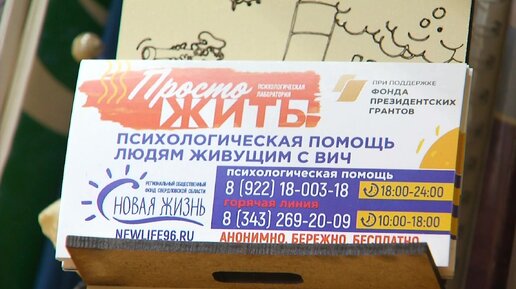 Просто
ПСИХОЛОГИЧЕСКАЯ
ЛАБОРАТОРИЯ
ЖИТЬ!
ПРИ ПОДДЕРЖКЕ
ФОНДА
ПРЕЗИДЕНТСКИХ
ГРАНТОВ
ПСИХОЛОГИЧЕСКАЯ ПОМОЩЬ
ЛЮДЯМ ЖИВУЩИМ С ВИЧ
РЕГИОНАЛЬНЫЙ ОБЩЕСТВЕННЫЙ
ФОНД СВЕРДЛОВСКОЙ ОБЛАСТИ
НОВАЯ ЖИЗНЬ
NEWLIFE96.RU
психологическая помощь
8 (922) 18-003-18
18:00-24:00
горячая линия
8 (343) 269-20-09
10:00-18:00
АНОНИМНО, БЕРЕЖНО, БЕСПЛАТНО